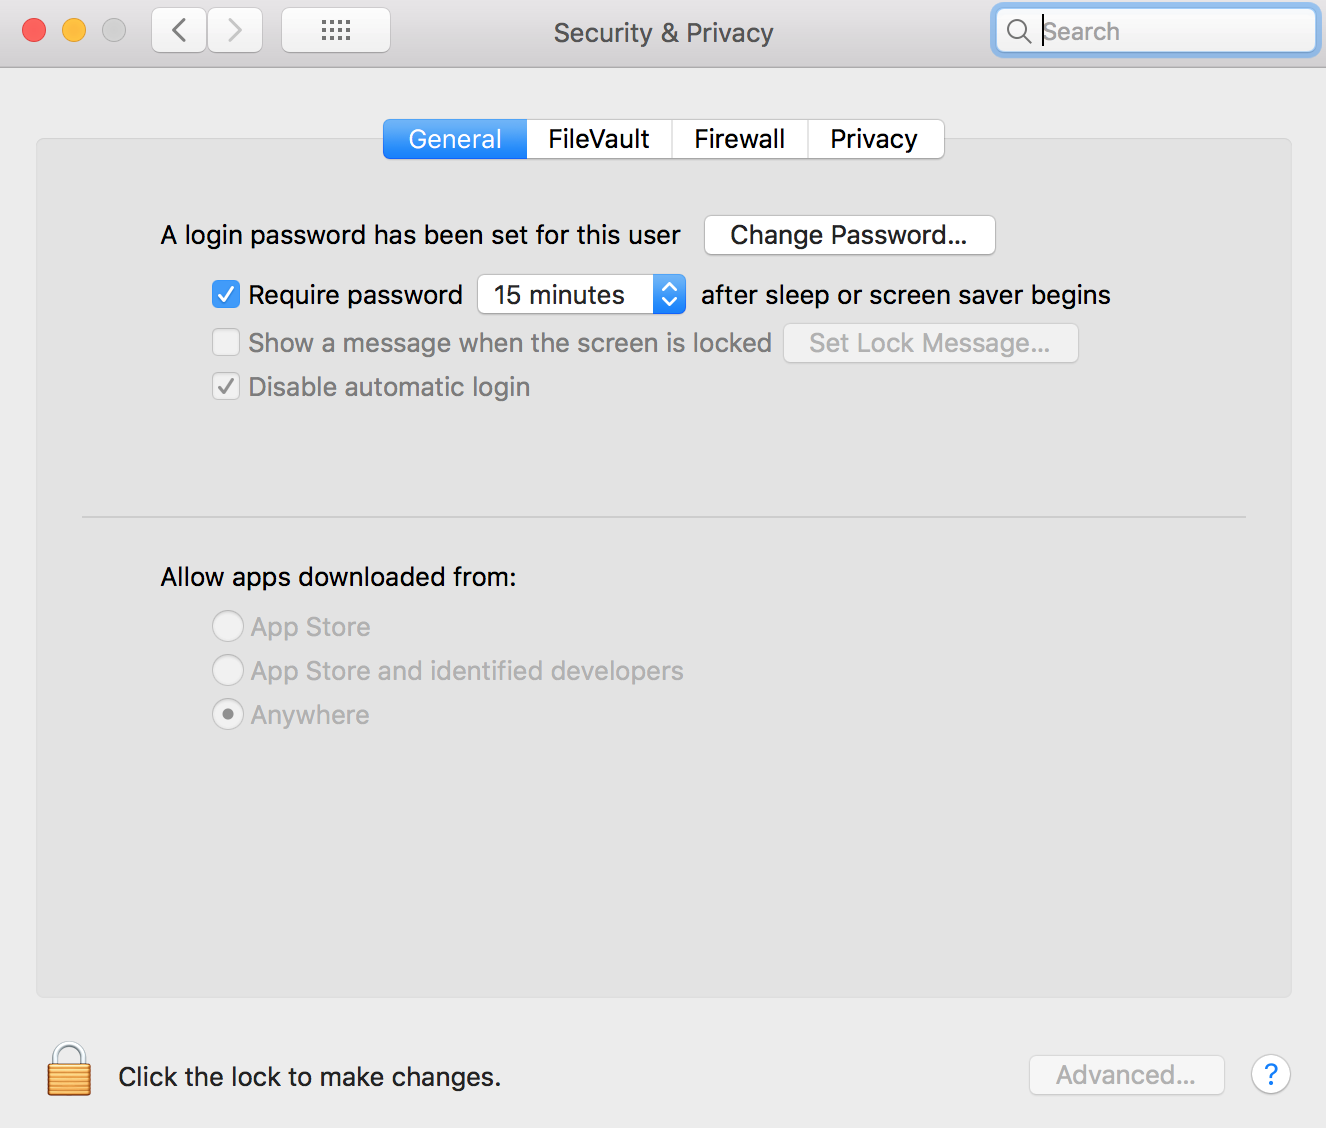 Security & Privacy
Search
General FileVault Firewall Privacy
A login password has been set for this user Change Password...
Require password 15 minutes after sleep or screen saver begins
Show a message when the screen is locked Set Lock Message...
Disable automatic login
Allow apps downloaded from:
App Store
App Store and identified developers
Anywhere
Click the lock to make changes. Advanced... ?